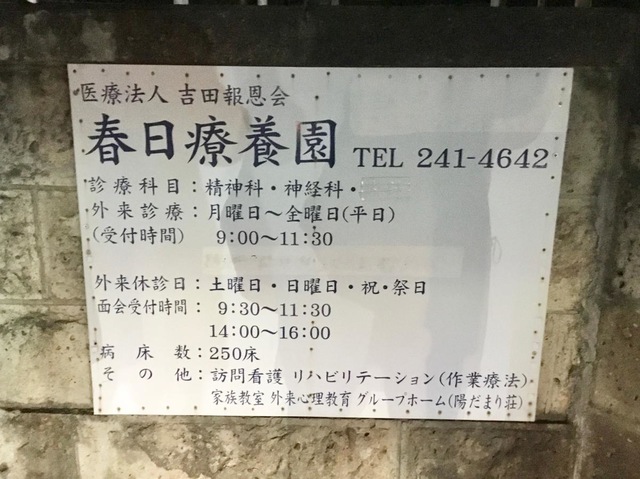 医療法人 吉田報恩会
春日療養園 TEL 241-4642
診療科目：精神科・神経科・
外来診療：月曜日～金曜日(平日)
(受付時間) 9:00～11:30
外来休診日：土曜日・日曜日・祝・祭日
面会受付時間： 9:30～11:30
14:00～16:00
病床数：250床
その他：訪問看護 リハビリテーション(作業療法)
家族教室 外来心理教育 グループホーム(陽だまり荘)